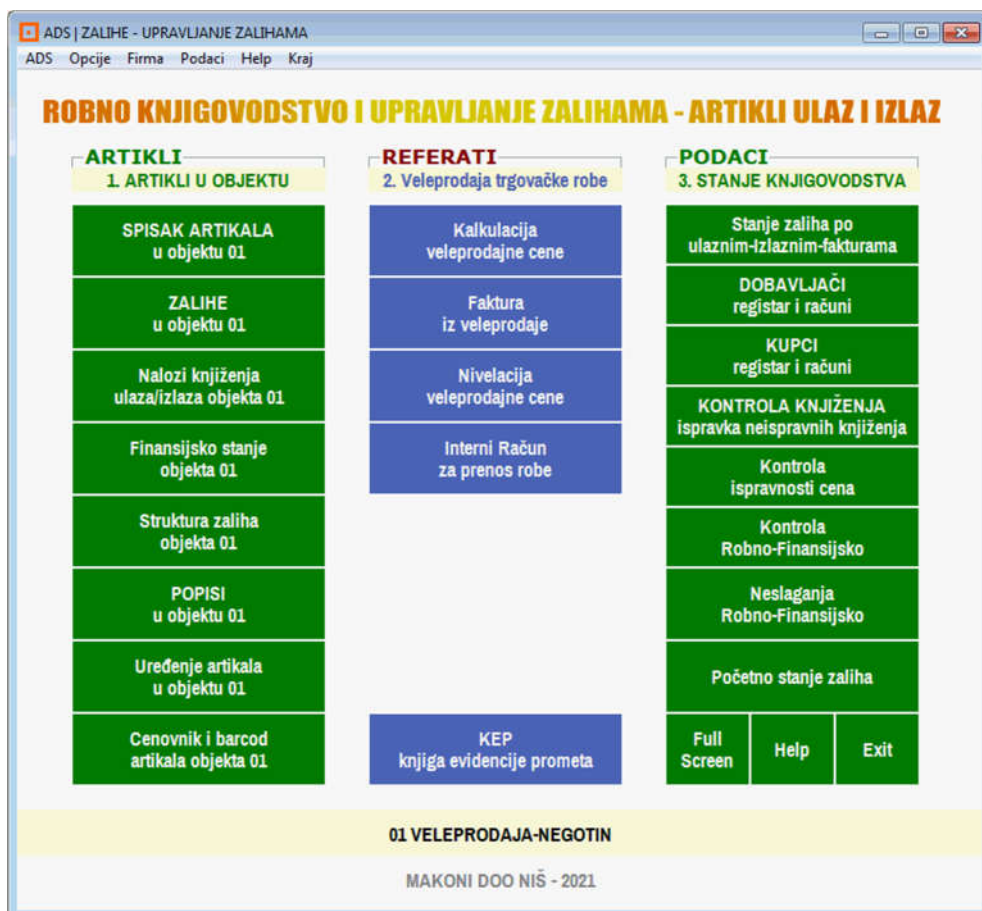 ADS | ZALIHE - UPRAVLJANJE ZALIHAMA
ADS Opcije Firma Podaci Help Kraj
ROBNO KNJIGOVODSTVO I UPRAVLJANJE ZALIHAMA - ARTIKLI ULAZ I IZLAZ
ARTIKLI
1. ARTIKLI U OBJEKTU
SPISAK ARTIKALA
u objektu 01
ZALIHE
u objektu 01
Nalozi knjiženja
ulaza/izlaza objekta 01
Finansijsko stanje
objekta 01
Struktura zaliha
objekta 01
POPISI
u objektu 01
Uređenje artikala
u objektu 01
Cenovnik i barcod
artikala objekta 01
REFERATI
2. Veleprodaja trgovačke robe
Kalkulacija
veleprodajne cene
Faktura
iz veleprodaje
Nivelacija
veleprodajne cene
Interni Račun
za prenos robe
KEP
knjiga evidencije prometa
PODACI
3. STANJE KNJIGOVODSTVA
Stanje zaliha po
ulaznim-Izlaznim-fakturama
DOBAVLJAČI
registar i računi
KUPCI
registar i računi
KONTROLA KNJIŽENJA
ispravka neispravnih knjiženja
Kontrola
ispravnosti cena
Kontrola
Robno-Finansijsko
Neslaganja
Robno-Finansijsko
Početno stanje zaliha
Full
Screen
Help
Exit
01 VELEPRODAJA-NEGOTIN
MAKONI DOO NIŠ - 2021